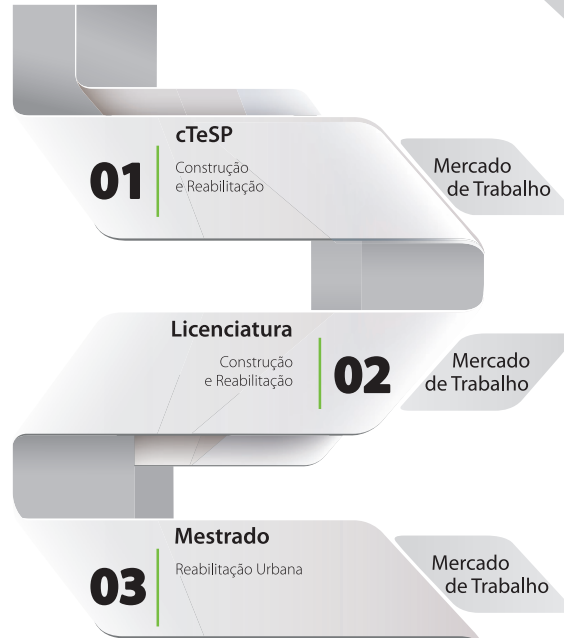 cTeSP
01
Construção
e Reabilitação
Mercado
de Trabalho
Licenciatura
Construção
e Reabilitação
02
Mercado
de Trabalho
Mestrado
03
Reabilitação Urbana
Mercado
de Trabalho